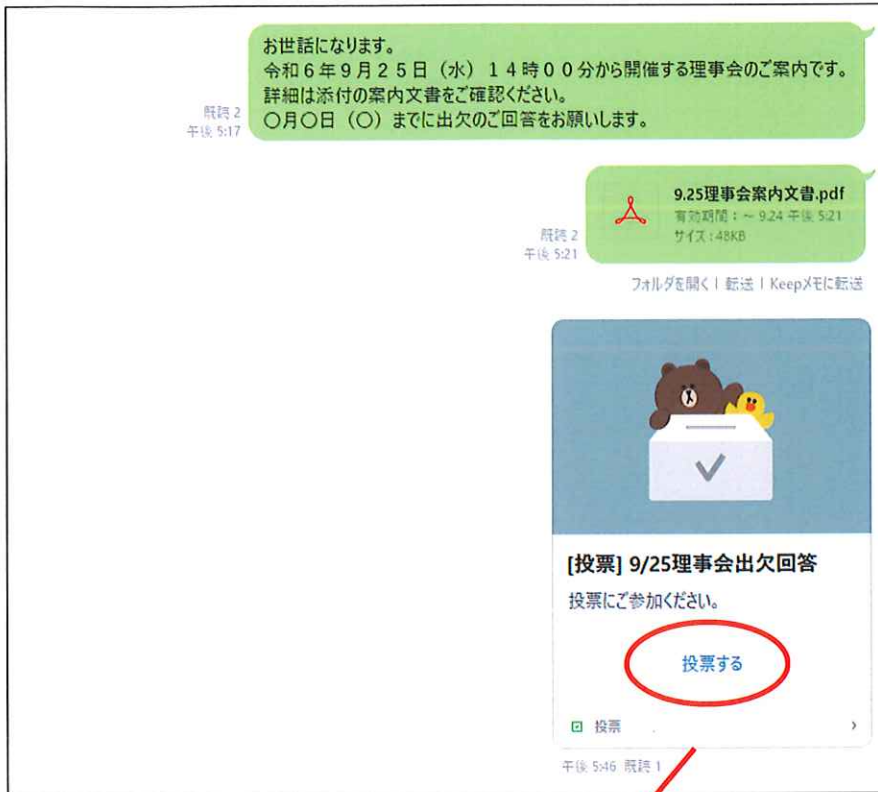 お世話になります。
令和6年9月25日（水）14時00分から開催する理事会のご案内です。
詳細は添付の案内文書をご確認ください。
〇月〇日（〇）までに出欠のご回答をお願いします。
既読 2
午後 5:17
9.25理事会案内文書.pdf
有効期間：～ 9.24 午後 5:21
サイズ：48KB
既読 2
午後 5:21
フォルダを開く | 転送 | Keepメモに転送
[投票] 9/25理事会出欠回答
投票にご参加ください。
投票する
投票
午後 5:46 既読 1